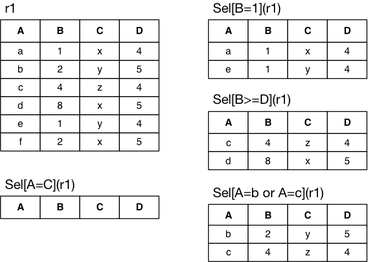 r1
A B C D
a 1 x 4
b 2 y 5
c 4 z 4
d 8 x 5
e 1 y 4
f 2 x 5
Sel[A=C](r1)
A B C D
Sel[B=1](r1)
A B C D
a 1 x 4
e 1 y 4
Sel[B>=D](r1)
A B C D
c 4 z 4
d 8 x 5
Sel[A=b or A=c](r1)
A B C D
b 2 y 5
c 4 z 4